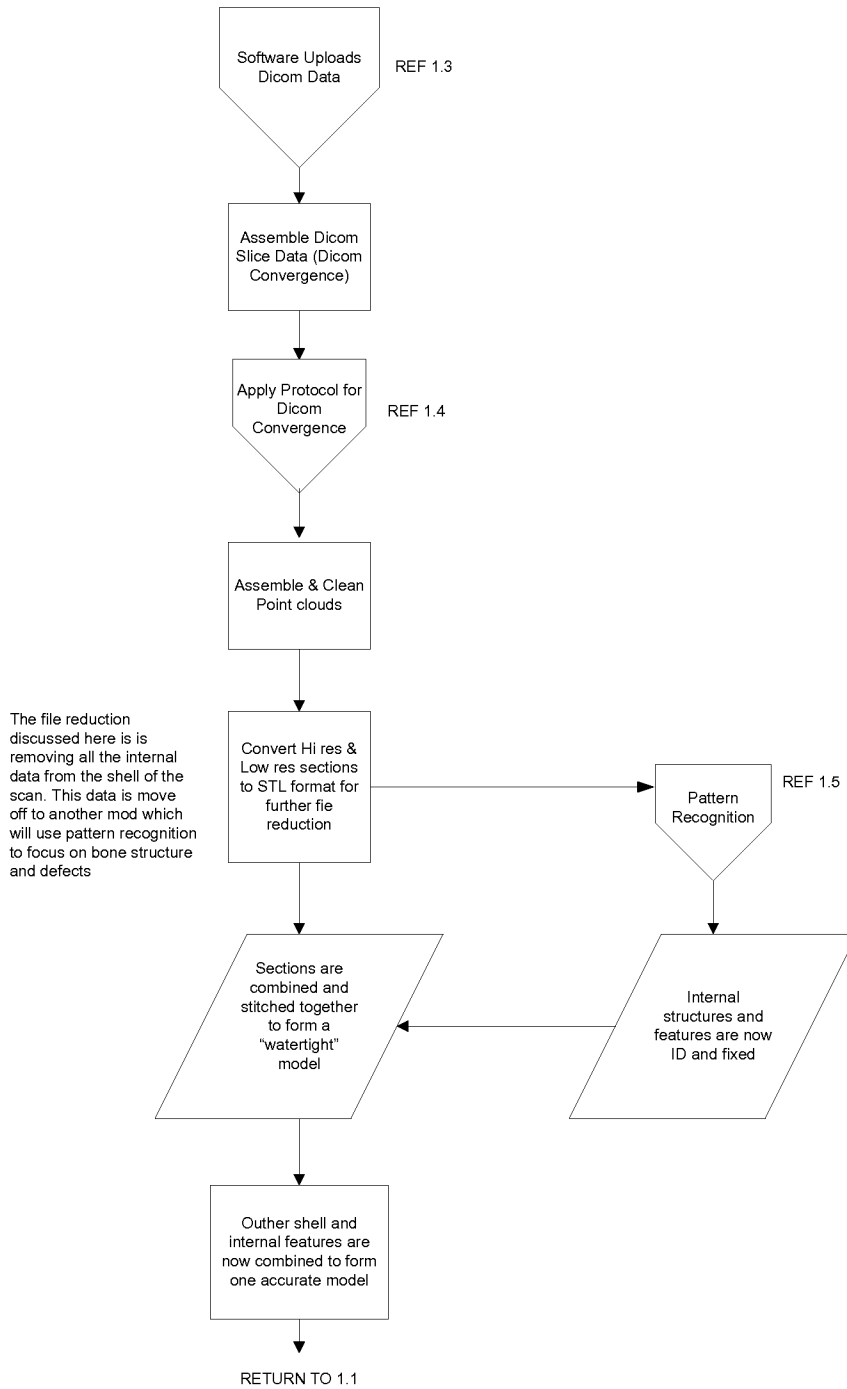 Software Uploads
Dicom Data
REF 1.3
Assemble Dicom
Slice Data (Dicom
Convergence)
Apply Protocol for
Dicom
Convergence
REF 1.4
Assemble & Clean
Point clouds
The file reduction
discussed here is is
removing all the internal
data from the shell of the
scan. This data is move
off to another mod which
will use pattern recognition
to focus on bone structure
and defects
Convert Hi res &
Low res sections
to STL format for
further fie
reduction
Pattern
Recognition
REF 1.5
Sections are
combined and
stitched together
to form a
“watertight”
model
Internal
structures and
features are now
ID and fixed
Outher shell and
internal features are
now combined to form
one accurate model
RETURN TO 1.1